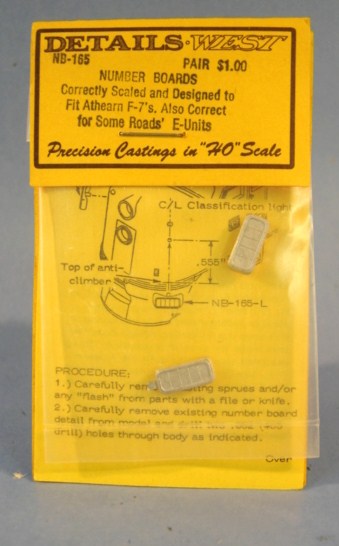 DETAILS WEST
NB-165 PAIR $1.00
NUMBER BOARDS
Correctly Scaled and Designed to
Fit Athearn F-7's, Also Correct
for Some Roads' E-Units
Precision Castings in "HO" Scale
C/L Classification light
.555"
Top of anti-
climber
NB-165-L
PROCEDURE:
1.) Carefully sprues and/or
any "flash" from parts with a file or knife.
2.) Carefully remove existing number board
detail from model and drill
drill) holes through body as indicated.
Over